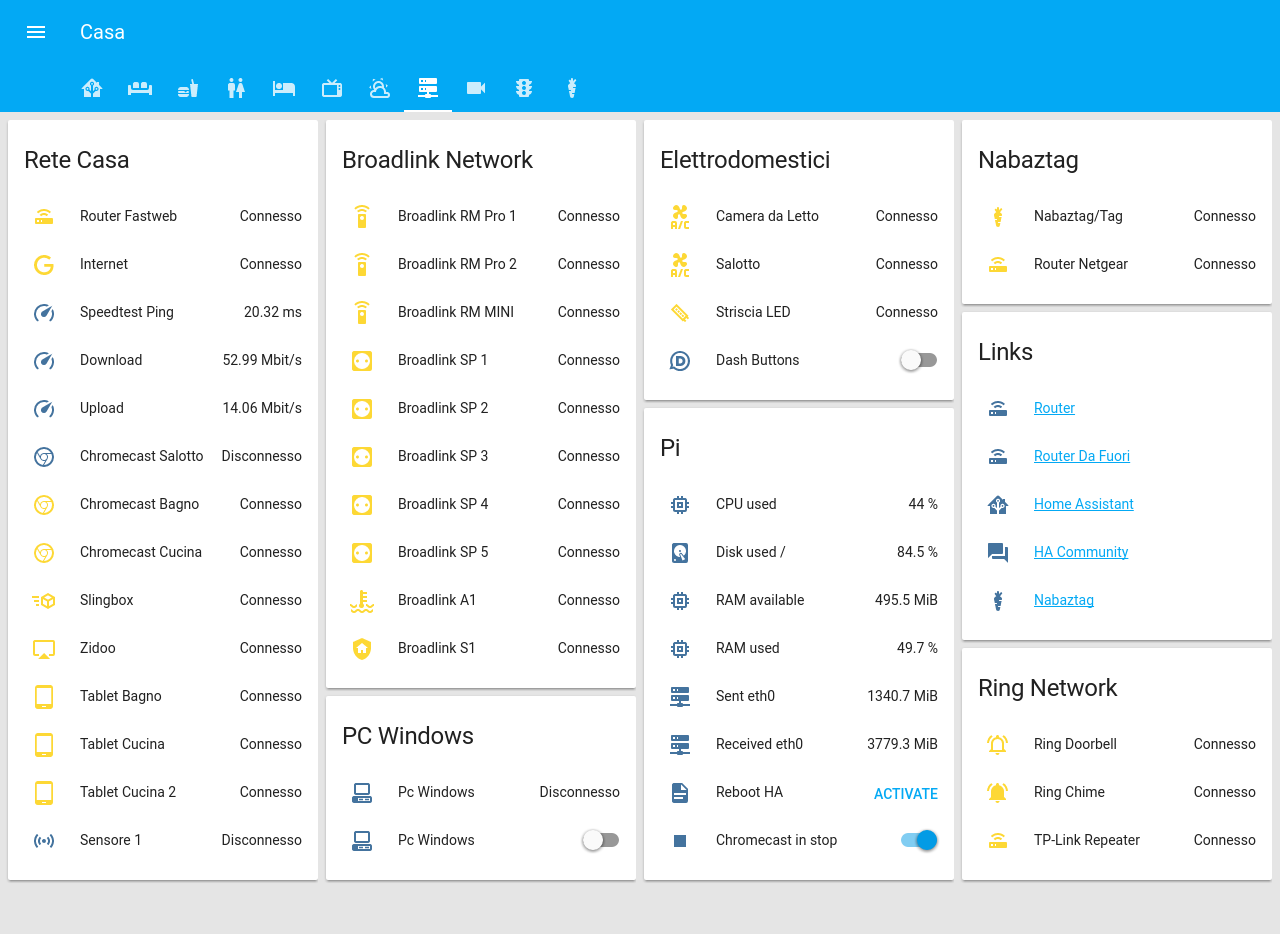 Casa
Rete Casa
Router Fastweb Connesso
Internet Connesso
Speedtest Ping 20.32 ms
Download 52.99 Mbit/s
Upload 14.06 Mbit/s
Chromecast Salotto Disconnesso
Chromecast Bagno Connesso
Chromecast Cucina Connesso
Slingbox Connesso
Zidoo Connesso
Tablet Bagno Connesso
Tablet Cucina Connesso
Tablet Cucina 2 Connesso
Sensore 1 Disconnesso
Broadlink Network
Broadlink RM Pro 1 Connesso
Broadlink RM Pro 2 Connesso
Broadlink RM MINI Connesso
Broadlink SP 1 Connesso
Broadlink SP 2 Connesso
Broadlink SP 3 Connesso
Broadlink SP 4 Connesso
Broadlink SP 5 Connesso
Broadlink A1 Connesso
Broadlink S1 Connesso
PC Windows
Pc Windows Disconnesso
Pc Windows
Elettrodomestici
A/C Camera da Letto Connesso
A/C Salotto Connesso
Striscia LED Connesso
Dash Buttons
Pi
CPU used 44 %
Disk used / 84.5 %
RAM available 495.5 MiB
RAM used 49.7 %
Sent eth0 1340.7 MiB
Received eth0 3779.3 MiB
Reboot HA ACTIVATE
Chromecast in stop
Nabaztag
Nabaztag/Tag Connesso
Router Netgear Connesso
Links
Router
Router Da Fuori
Home Assistant
HA Community
Nabaztag
Ring Network
Ring Doorbell Connesso
Ring Chime Connesso
TP-Link Repeater Connesso